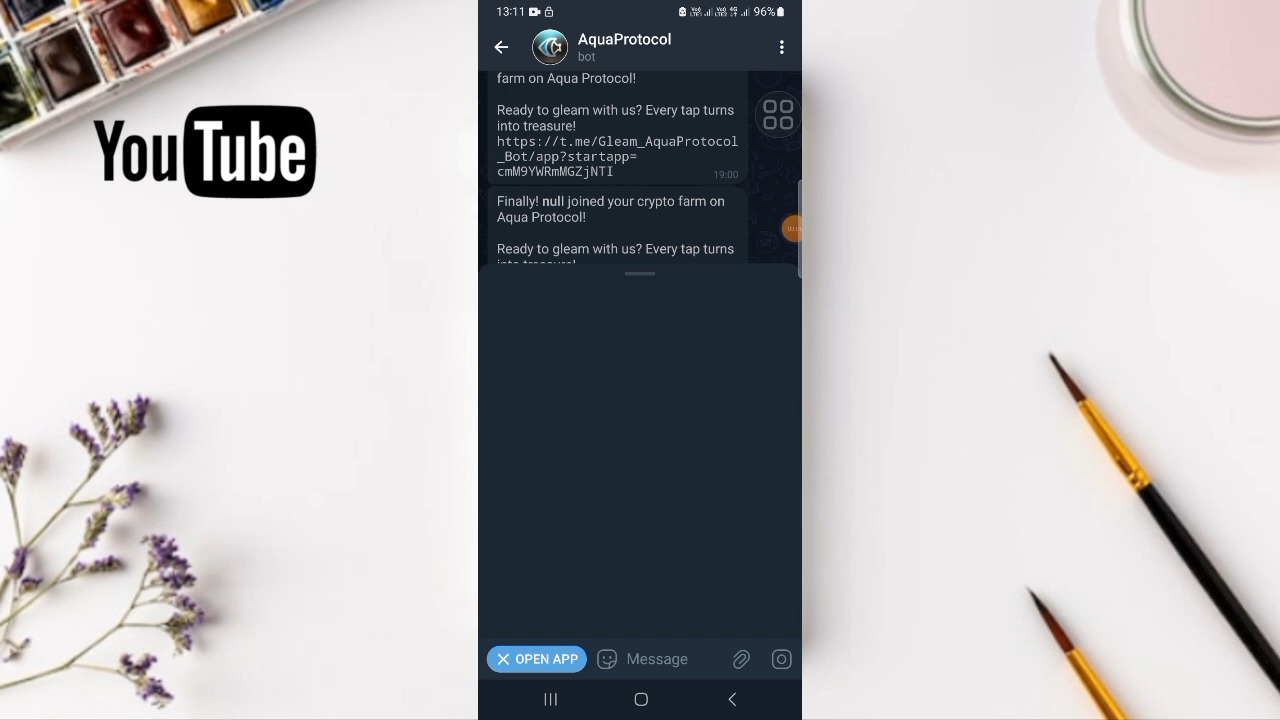 YouTube
13:11
96%
AquaProtocol
bot
farm on Aqua Protocol!
Ready to gleam with us? Every tap turns
into treasure!
https://t.me/Gleam_AquaProtocol
_Bot/app?startapp=
cmM9YWRmMGZjNTI
19:00
Finally! null joined your crypto farm on
Aqua Protocol!
Ready to gleam with us? Every tap turns
into treasure!
OPEN APP
Message